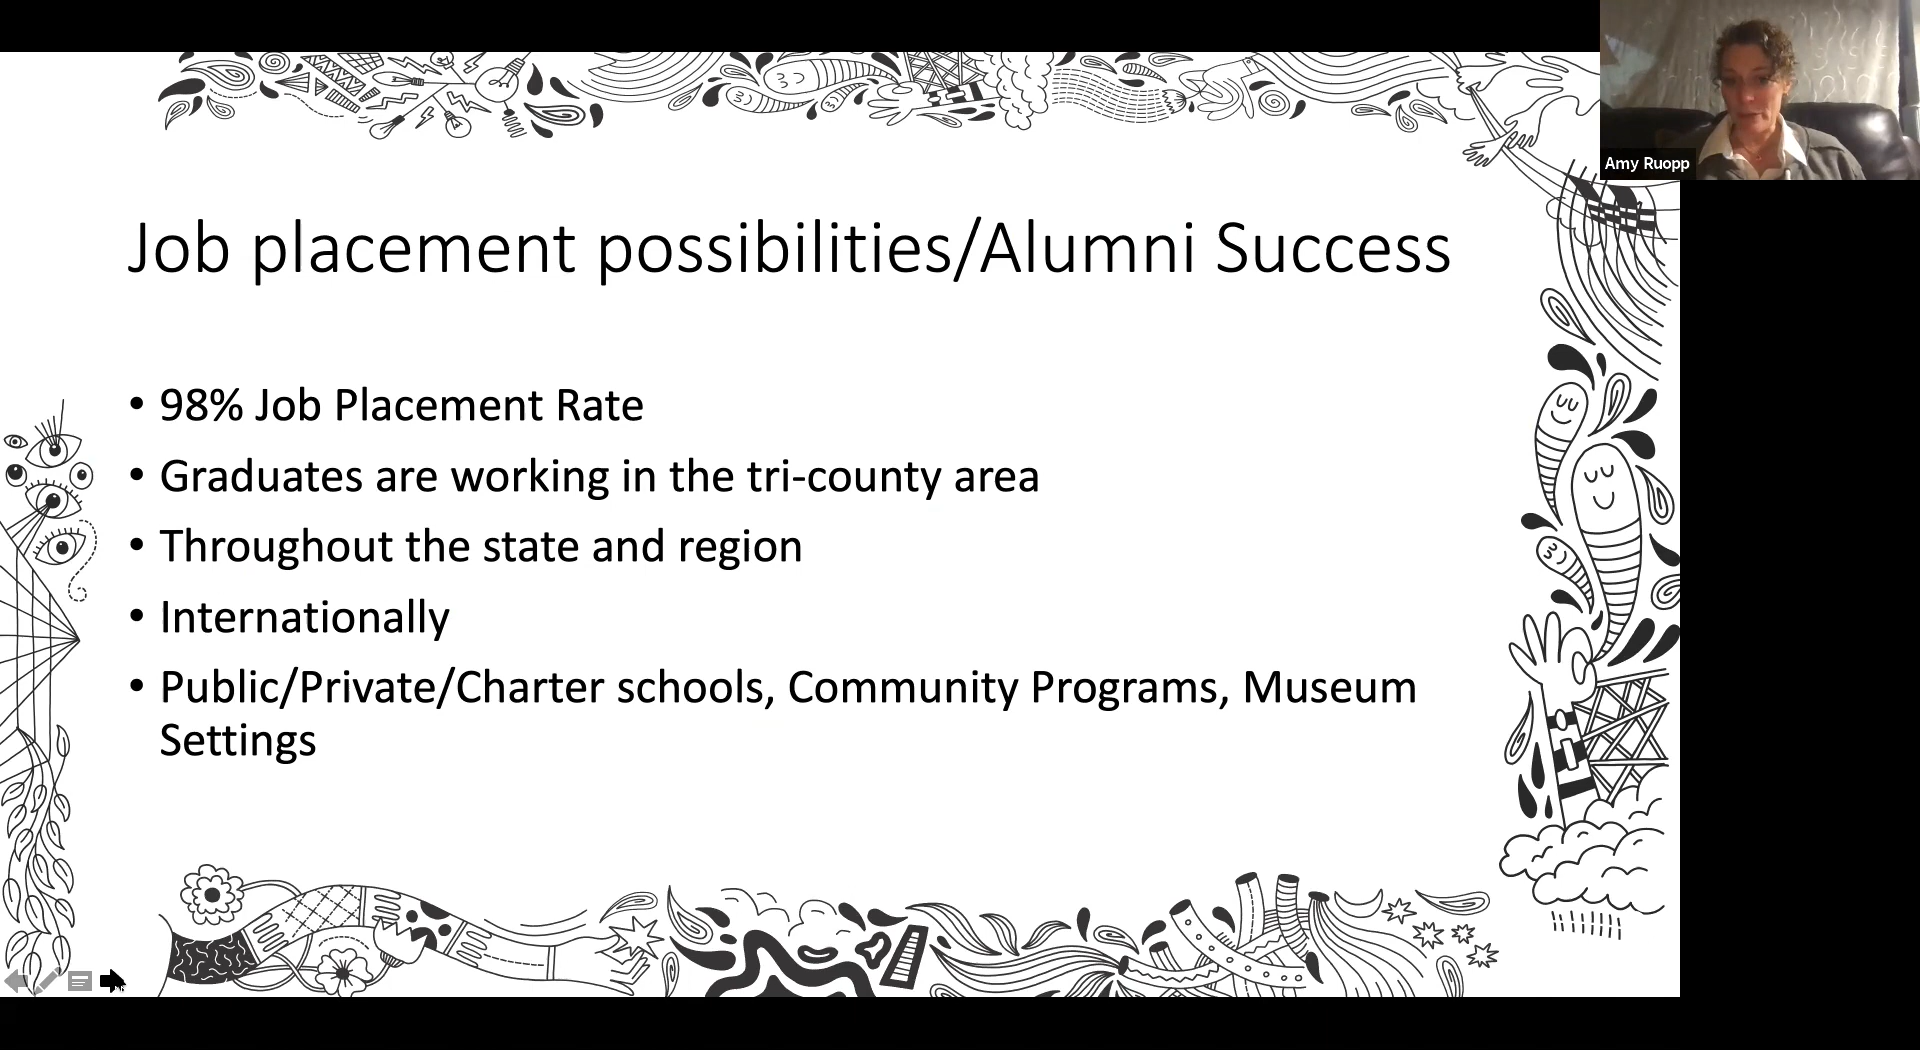 Amy Ruopp
Job placement possibilities/Alumni Success
• 98% Job Placement Rate
• Graduates are working in the tri-county area
• Throughout the state and region
• Internationally
• Public/Private/Charter schools, Community Programs, Museum
Settings